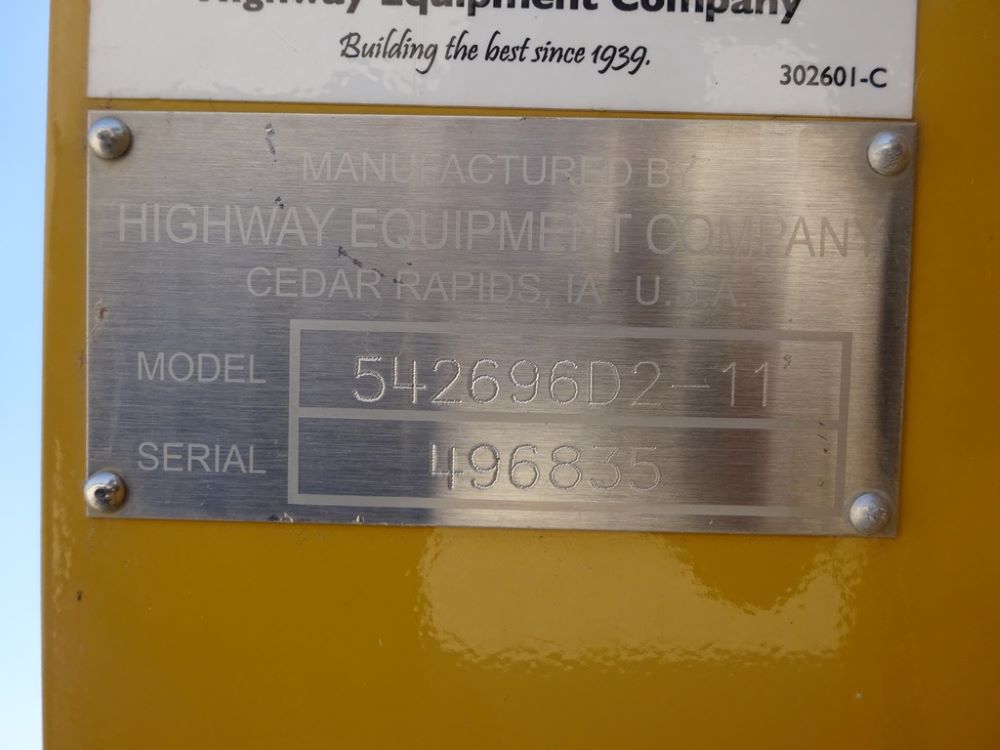 Highway Equipment Company
Building the best since 1939.
302601-C
MANUFACTURED BY
HIGHWAY EQUIPMENT COMPANY
CEDAR RAPIDS, IA U.S.A
MODEL 542696D2-11
SERIAL 496835